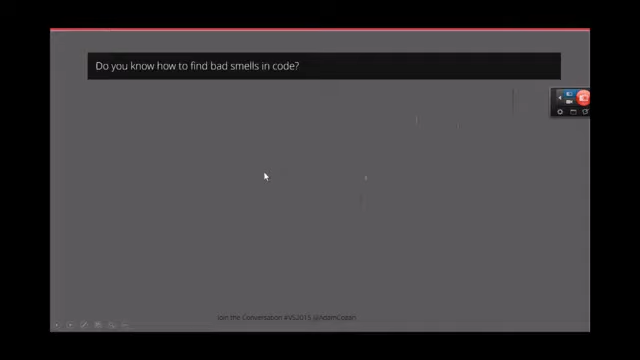 Do you know how to find bad smells in code?
Join the Conversation #VS2015 @AdamCogan